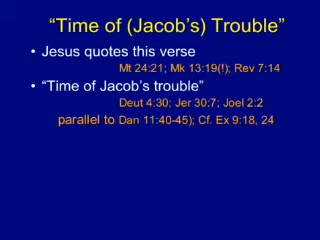 “Time of (Jacob’s) Trouble”
• Jesus quotes this verse
Mt 24:21; Mk 13:19(!); Rev 7:14
• “Time of Jacob’s trouble”
Deut 4:30; Jer 30:7; Joel 2:2
parallel to Dan 11:40-45); Cf. Ex 9:18, 24